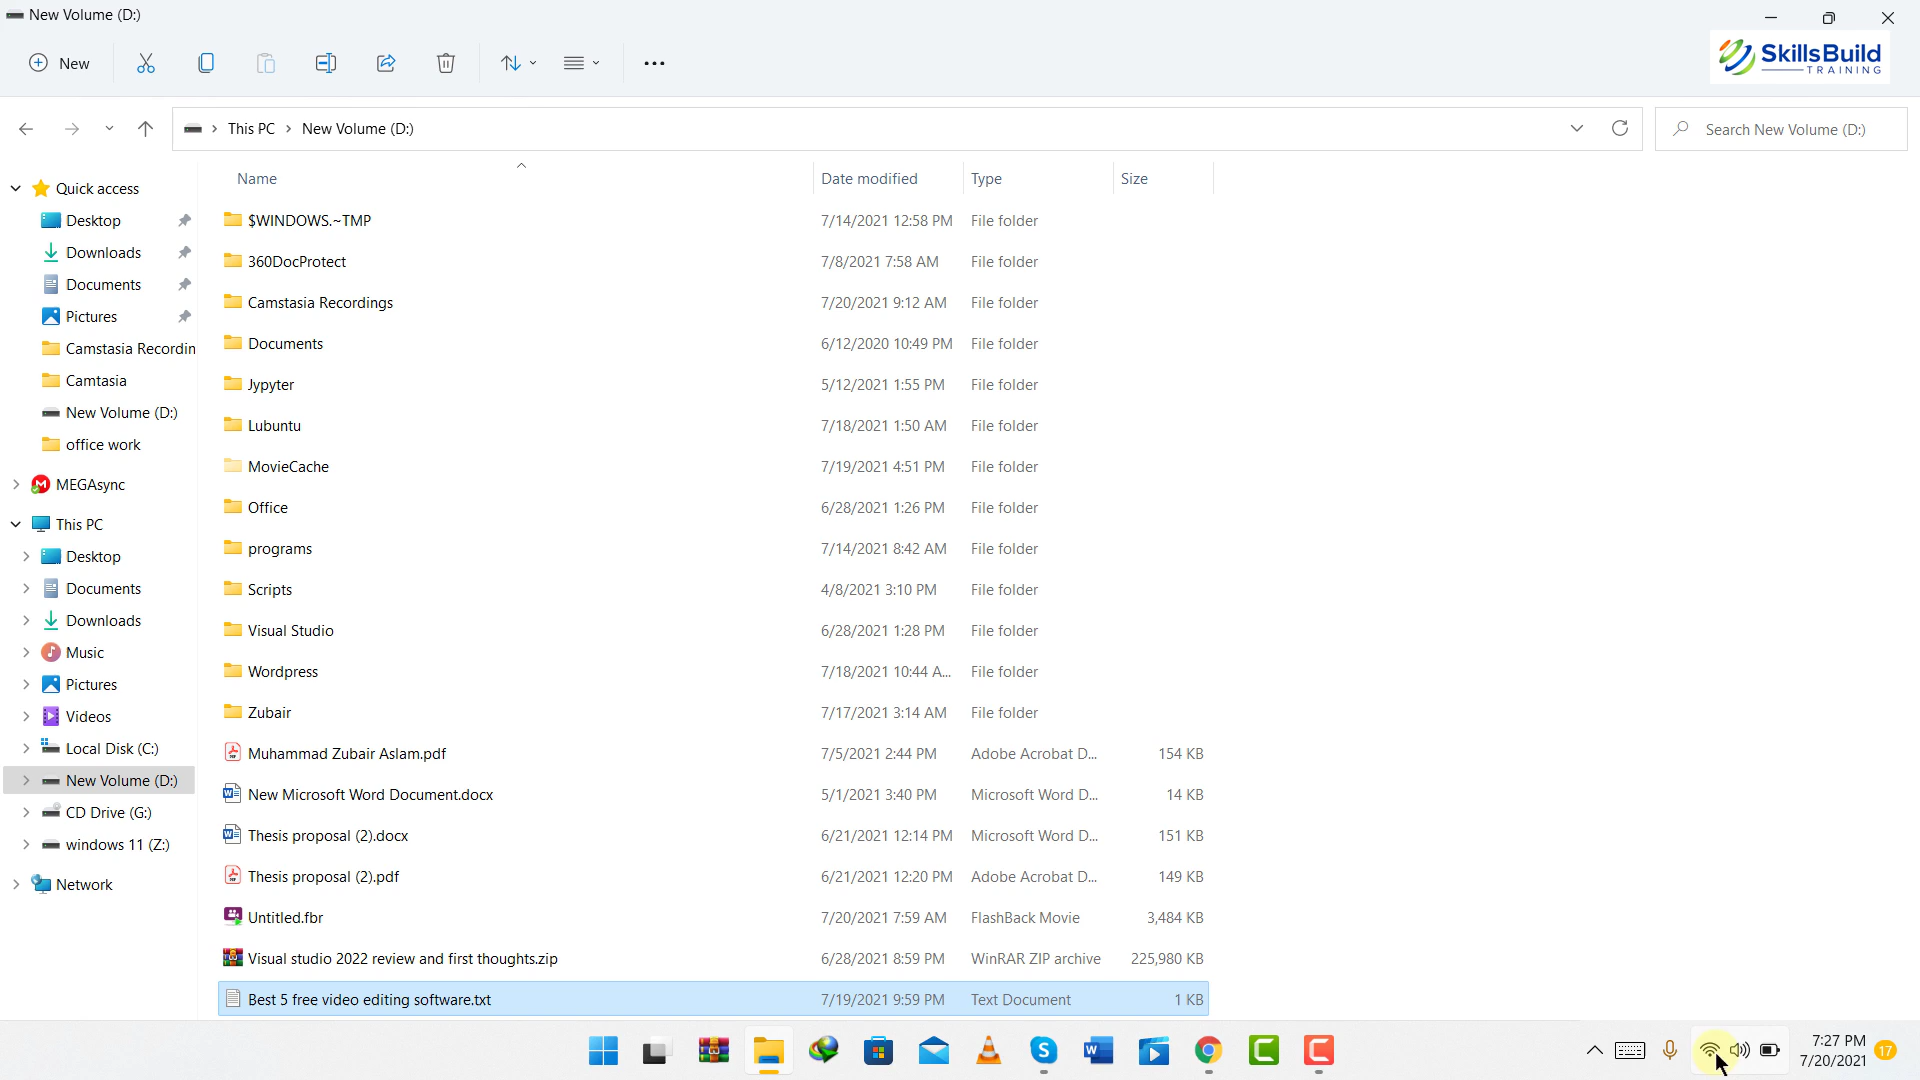 New Volume (D:)
New
SkillsBuild
TRAINING
This PC > New Volume (D:)
Search New Volume (D:)
Name Date modified Type Size
Quick access
Desktop
Downloads
Documents
Pictures
Camstasia Recordin
Camtasia
New Volume (D:)
office work
MEGAsync
This PC
Desktop
Documents
Downloads
Music
Pictures
Videos
Local Disk (C:)
New Volume (D:)
CD Drive (G:)
windows 11 (Z:)
Network
$WINDOWS.~TMP 7/14/2021 12:58 PM File folder
360DocProtect 7/8/2021 7:58 AM File folder
Camstasia Recordings 7/20/2021 9:12 AM File folder
Documents 6/12/2020 10:49 PM File folder
Jypyter 5/12/2021 1:55 PM File folder
Lubuntu 7/18/2021 1:50 AM File folder
MovieCache 7/19/2021 4:51 PM File folder
Office 6/28/2021 1:26 PM File folder
programs 7/14/2021 8:42 AM File folder
Scripts 4/8/2021 3:10 PM File folder
Visual Studio 6/28/2021 1:28 PM File folder
Wordpress 7/18/2021 10:44 A... File folder
Zubair 7/17/2021 3:14 AM File folder
Muhammad Zubair Aslam.pdf 7/5/2021 2:44 PM Adobe Acrobat D... 154 KB
New Microsoft Word Document.docx 5/1/2021 3:40 PM Microsoft Word D... 14 KB
Thesis proposal (2).docx 6/21/2021 12:14 PM Microsoft Word D... 151 KB
Thesis proposal (2).pdf 6/21/2021 12:20 PM Adobe Acrobat D... 149 KB
Untitled.fbr 7/20/2021 7:59 AM FlashBack Movie 3,484 KB
Visual studio 2022 review and first thoughts.zip 6/28/2021 8:59 PM WinRAR ZIP archive 225,980 KB
Best 5 free video editing software.txt 7/19/2021 9:59 PM Text Document 1 KB
7:27 PM
7/20/2021
17